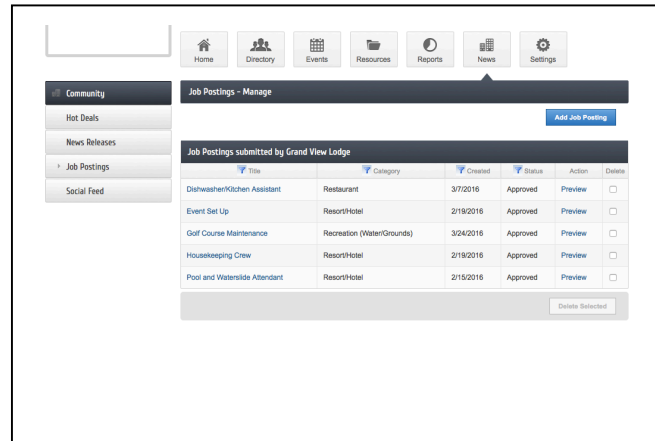 Home Directory Events Resources Reports News Settings
Community
Hot Deals
News Releases
Job Postings
Social Feed
Job Postings - Manage
Add Job Posting
Job Postings submitted by Grand View Lodge
Title Category Created Status Action Delete
Dishwasher/Kitchen Assistant Restaurant 3/7/2016 Approved Preview
Event Set Up Resort/Hotel 2/19/2016 Approved Preview
Golf Course Maintenance Recreation (Water/Grounds) 3/24/2016 Approved Preview
Housekeeping Crew Resort/Hotel 2/19/2016 Approved Preview
Pool and Waterslide Attendant Resort/Hotel 2/15/2016 Approved Preview
Delete Selected